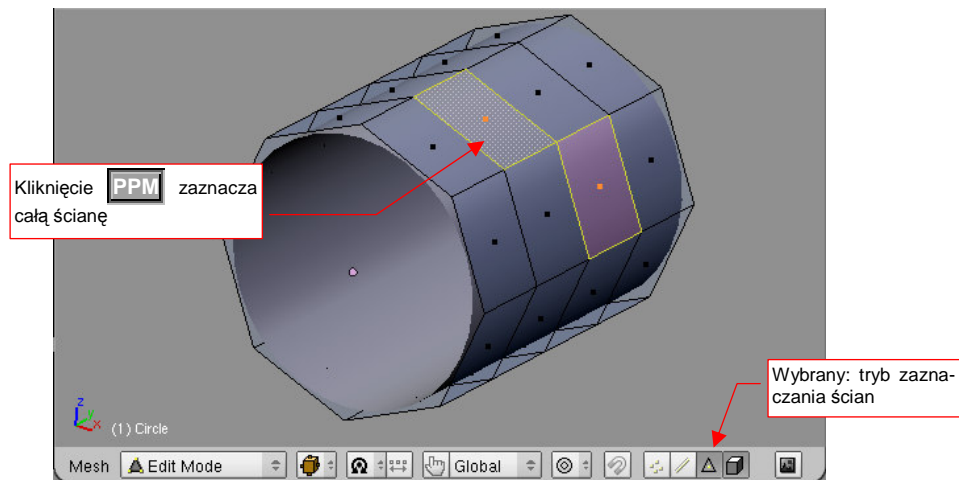 Kliknięcie PPM zaznacza
całą ścianę
Wybrany: tryb zazna-
czania ścian
z
y
x
(1) Circle
Mesh
Edit Mode
Global